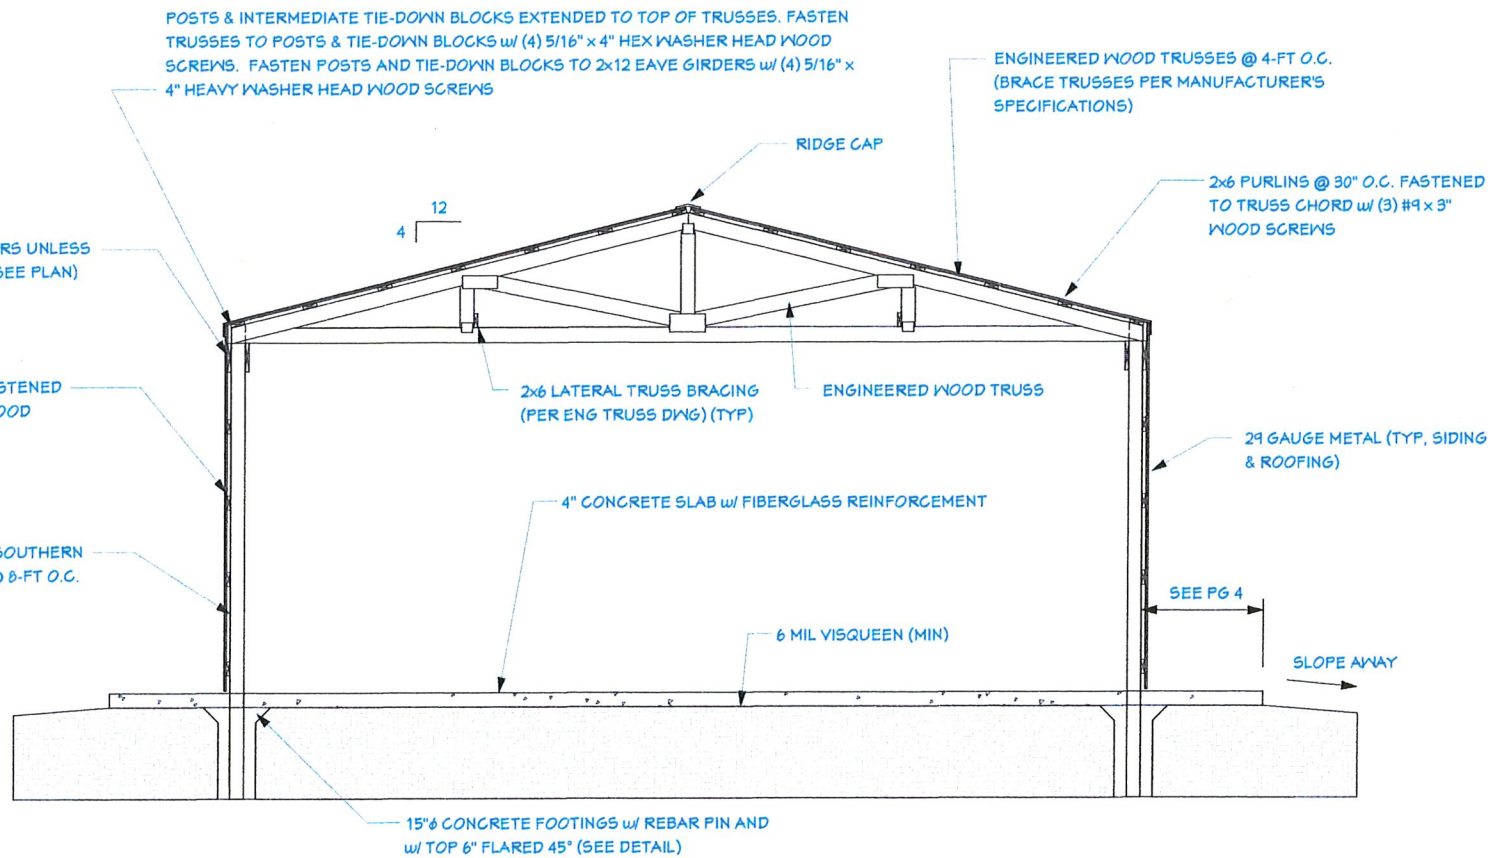 POSTS & INTERMEDIATE TIE-DOWN BLOCKS EXTENDED TO TOP OF TRUSSES. FASTEN
TRUSSES TO POSTS & TIE-DOWN BLOCKS w/ (4) 5/16" x 4" HEX WASHER HEAD WOOD
SCREWS. FASTEN POSTS AND TIE-DOWN BLOCKS TO 2x12 EAVE GIRDERS w/ (4) 5/16" x
4" HEAVY WASHER HEAD WOOD SCREWS
ENGINEERED WOOD TRUSSES @ 4-FT O.C.
(BRACE TRUSSES PER MANUFACTURER'S
SPECIFICATIONS)
RIDGE CAP
2x6 PURLINS @ 30" O.C. FASTENED
TO TRUSS CHORD w/ (3) #9 x 3"
WOOD SCREWS
12
4
RS UNLESS
SEE PLAN)
STENED
OOD
2x6 LATERAL TRUSS BRACING
(PER ENG TRUSS DWG) (TYP)
ENGINEERED WOOD TRUSS
29 GAUGE METAL (TYP, SIDING
& ROOFING)
4" CONCRETE SLAB w/ FIBERGLASS REINFORCEMENT
SOUTHERN
8-FT O.C.
SEE PG 4
6 MIL VISQUEEN (MIN)
SLOPE AWAY
15"ϕ CONCRETE FOOTINGS w/ REBAR PIN AND
w/ TOP 6" FLARED 45° (SEE DETAIL)